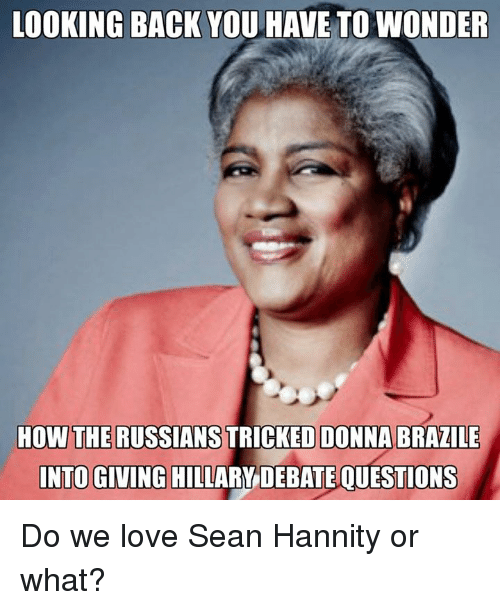 LOOKING BACK YOU HAVE TO WONDER
HOW THE RUSSIANS TRICKED DONNA BRAZILE
INTO GIVING HILLARY DEBATE QUESTIONS
Do we love Sean Hannity or
what?